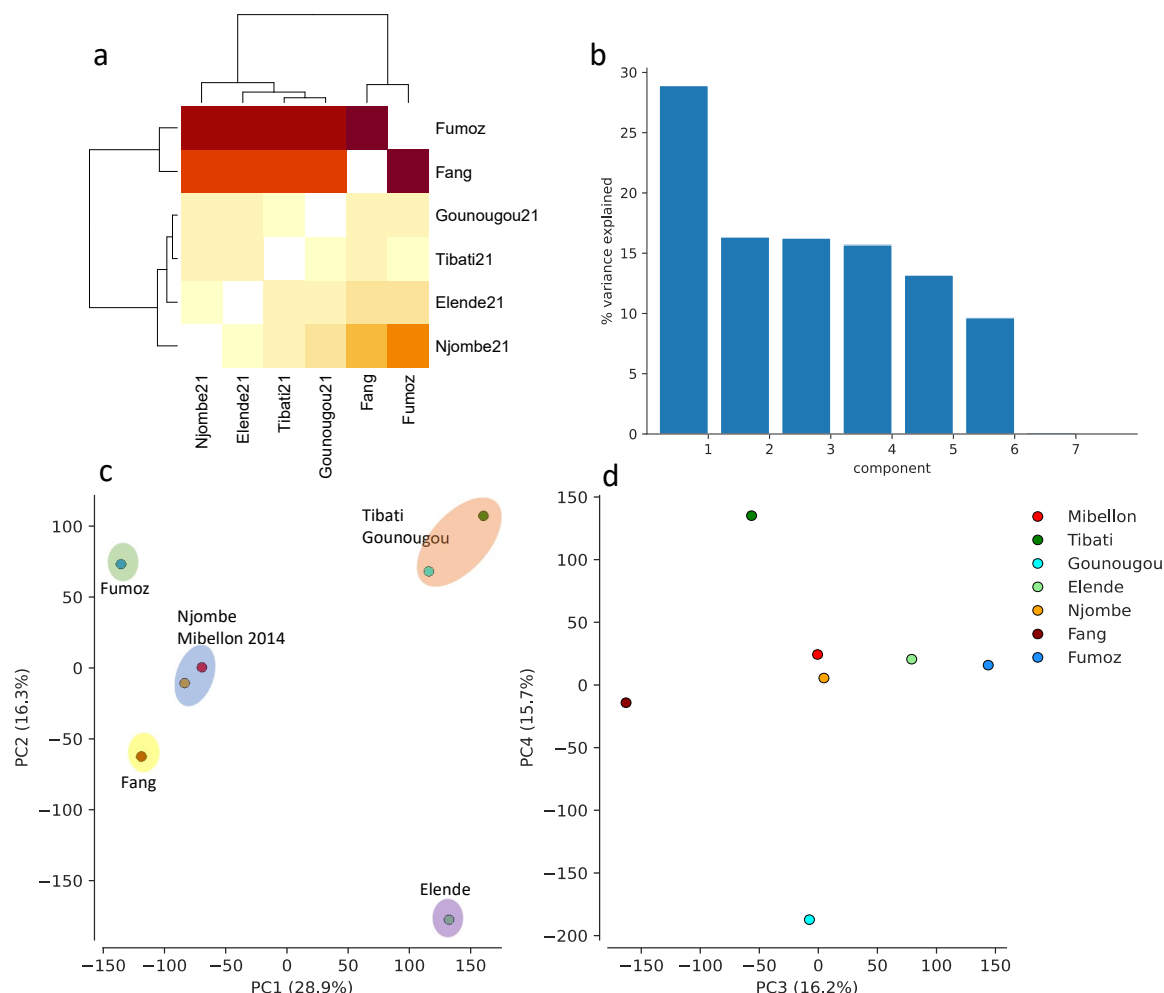 a
Fumoz
Fang
Gounougou21
Tibati21
Elende21
Njombe21
Njombe21
Elende21
Tibati21
Gounougou21
Fang
Fumoz
b
30
25
20
15
10
5
0
% variance explained
1 2 3 4 5 6 7
component
c
100
50
0
−50
−100
−150
PC2 (16.3%)
Tibati
Gounougou
Fumoz
Njombe
Mibellon 2014
Fang
Elende
−150 −100 −50 0 50 100 150
PC1 (28.9%)
d
150
100
50
0
−50
−100
−150
−200
PC4 (15.7%)
Mibellon
Tibati
Gounougou
Elende
Njombe
Fang
Fumoz
−150 −100 −50 0 50 100 150
PC3 (16.2%)